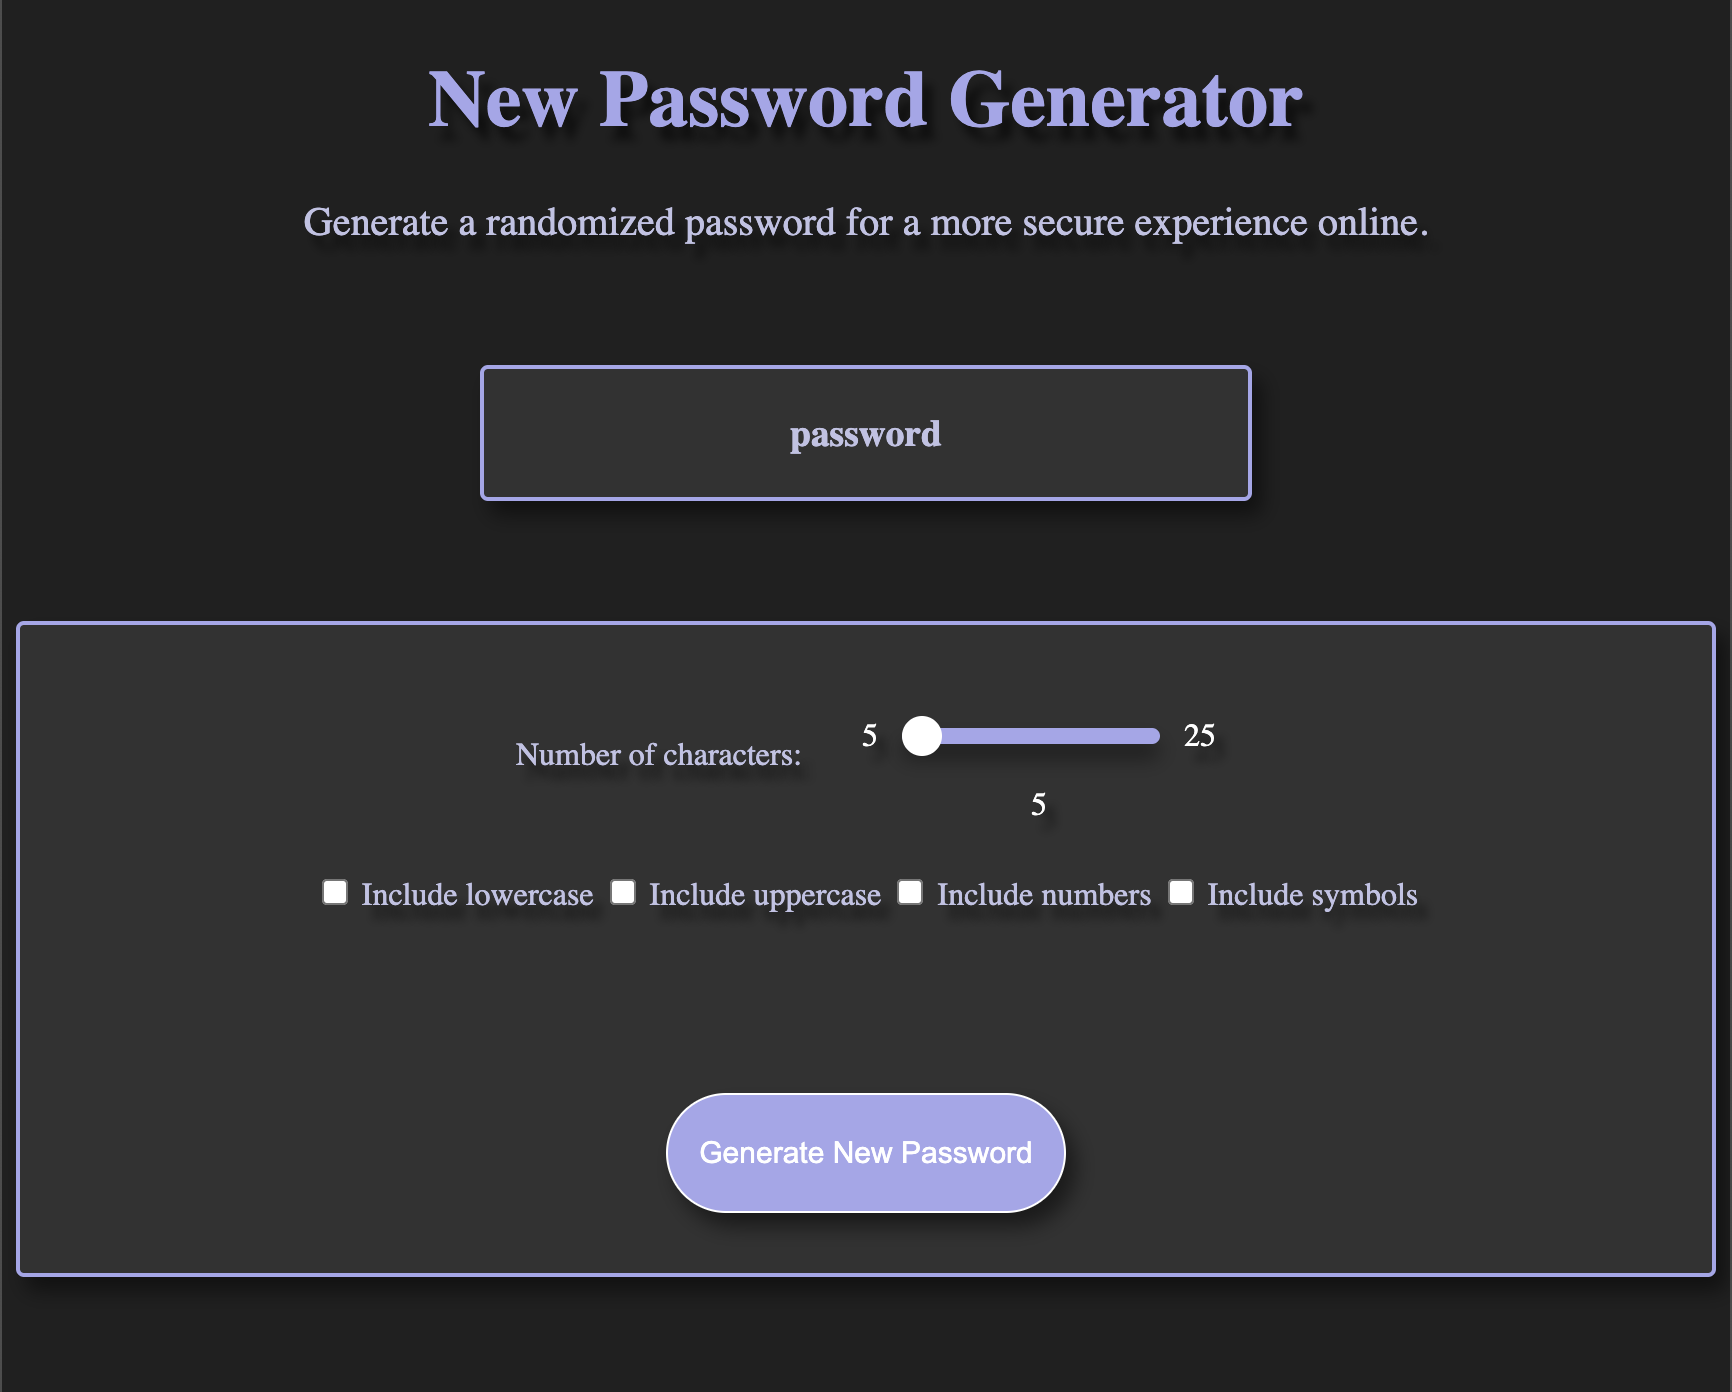 New Password Generator
Generate a randomized password for a more secure experience online.
password
Number of characters: 5 25
5
Include lowercase Include uppercase Include numbers Include symbols
Generate New Password